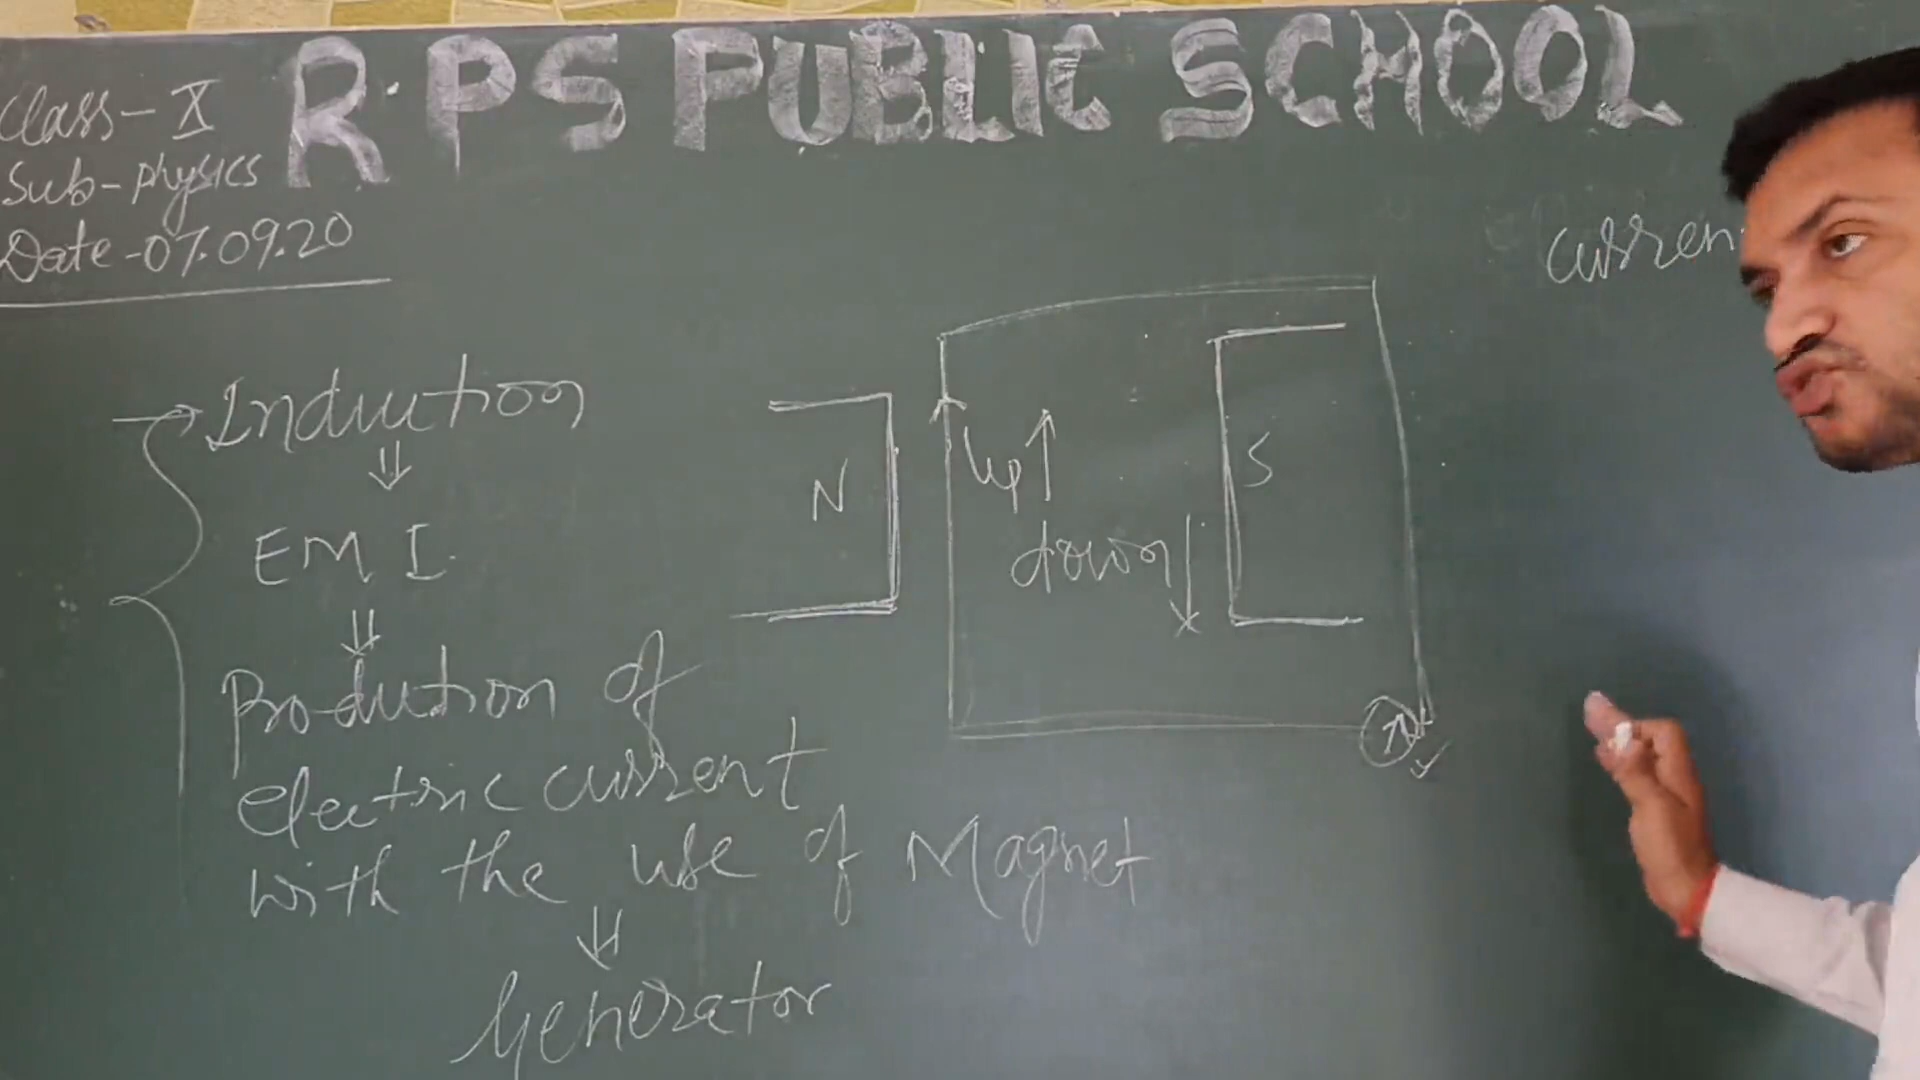 R.PS PUBLIC SCHOOL
Class - X
Sub - physics
Date - 07.09.20
curren
Induction
EMI
Prodution of
electric current
with the use of Magnet
Generator
N
up
down
S